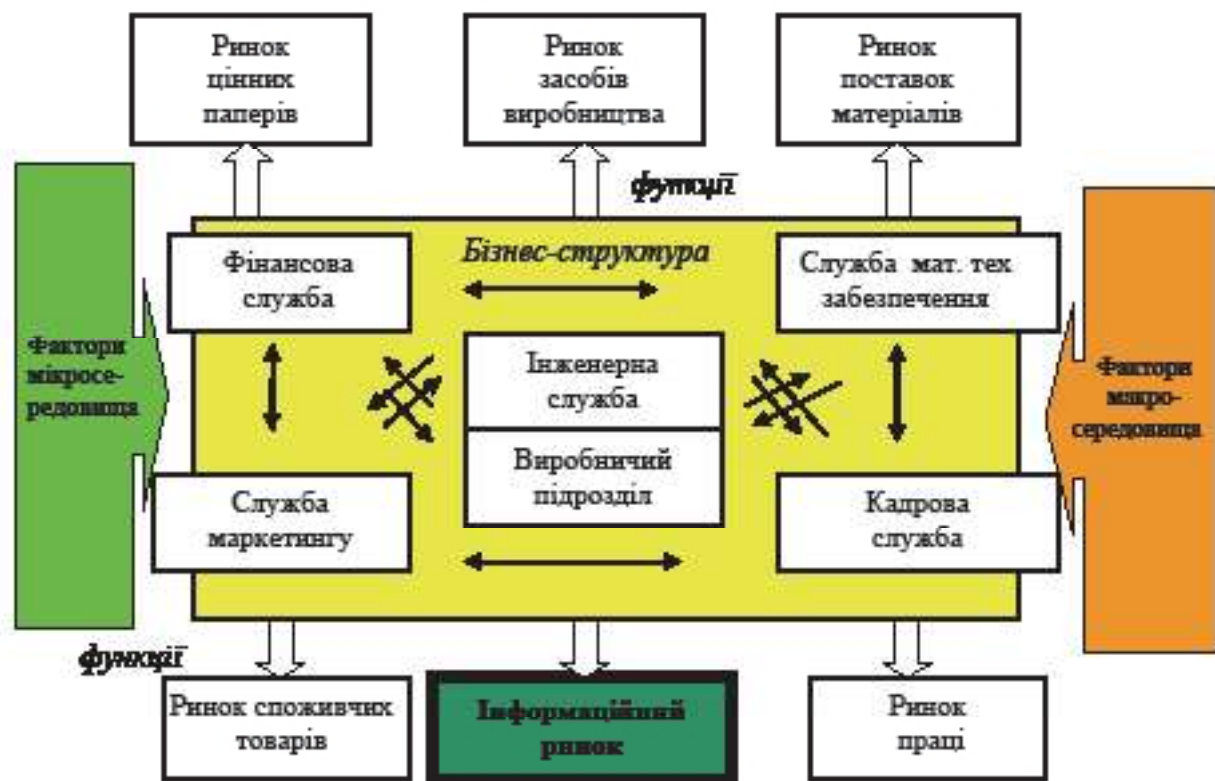 Ринок
цінних
паперів
Ринок
засобів
виробництва
Ринок
поставок
матеріалів
функції
Бізнес-структура
Фінансова
служба
Служба мат. тех
забезпечення
Фактори
мікросе-
редовища
Інженерна
служба
Виробничий
підрозділ
Фактори
макро-
середовища
Служба
маркетингу
Кадрова
служба
функції
Ринок споживчих
товарів
Інформаційний
ринок
Ринок
праці